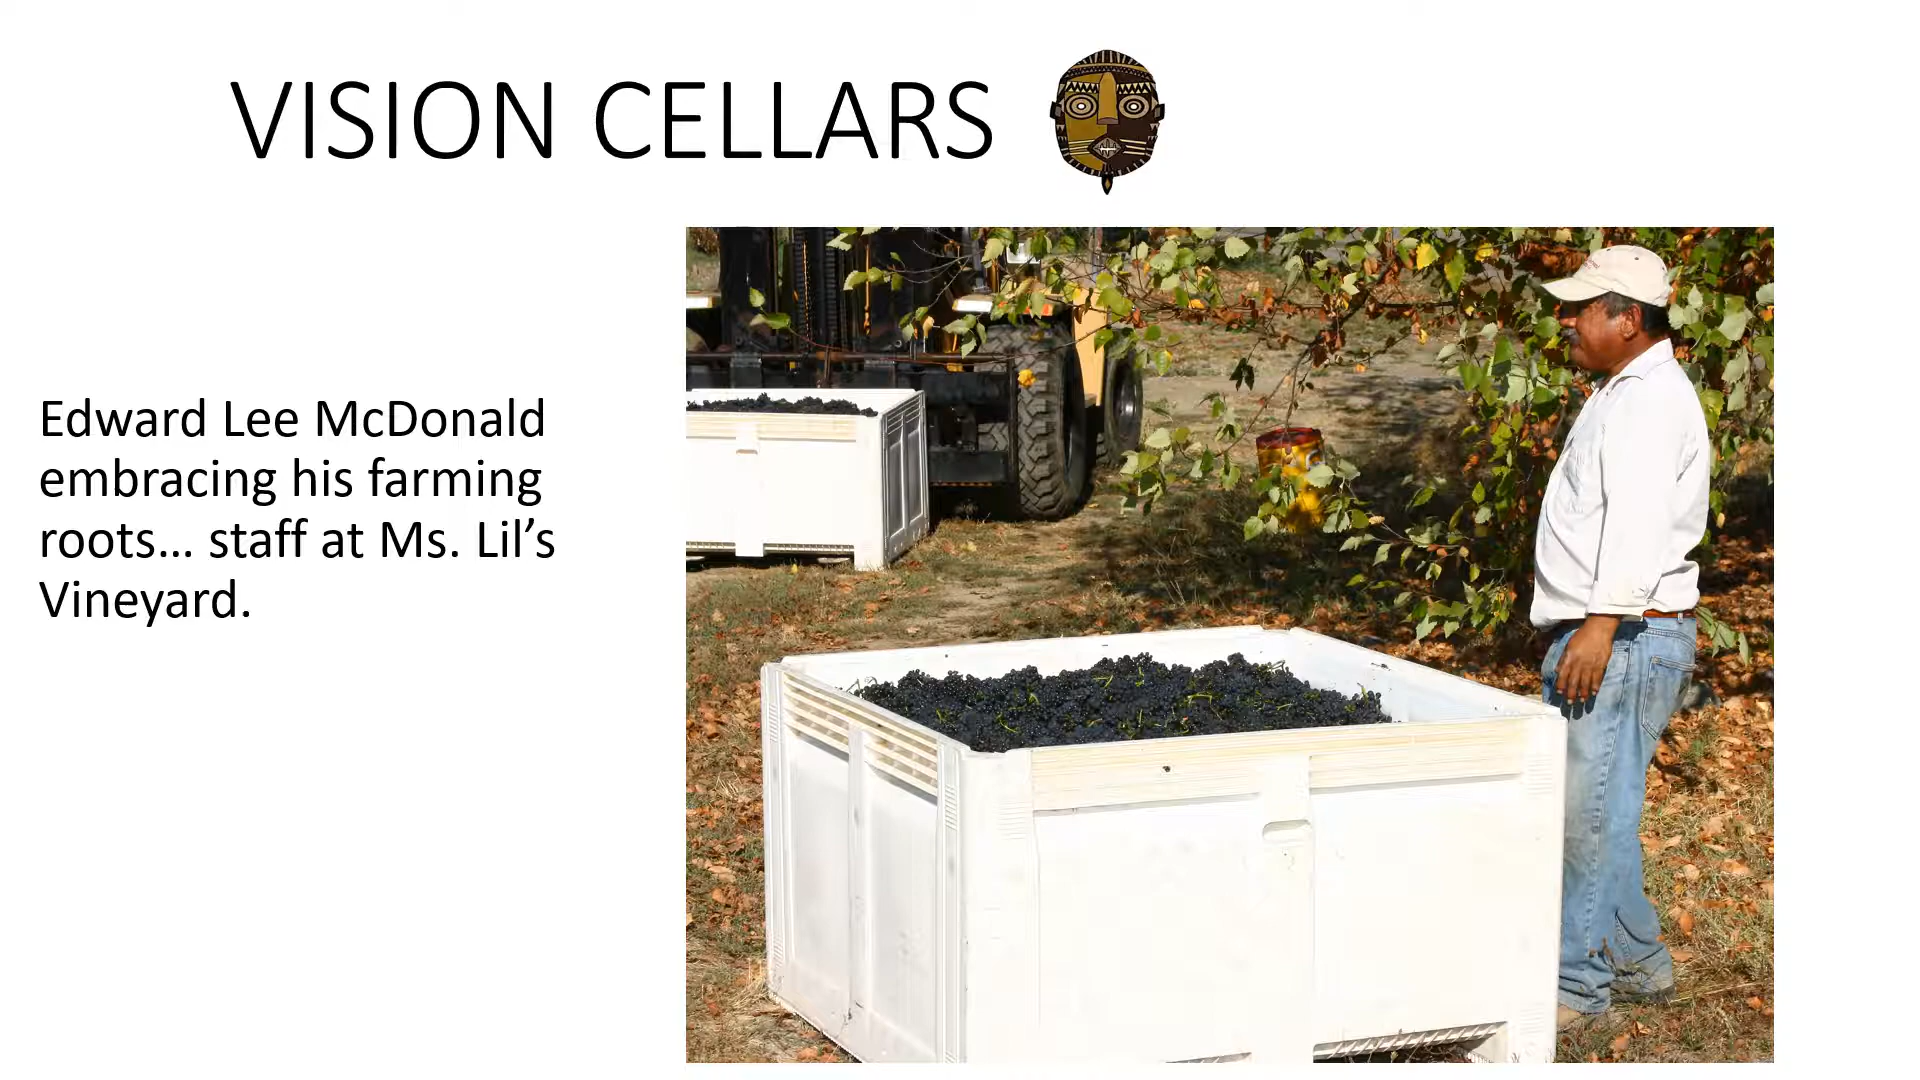 VISION CELLARS
Edward Lee McDonald
embracing his farming
roots… staff at Ms. Lil’s
Vineyard.